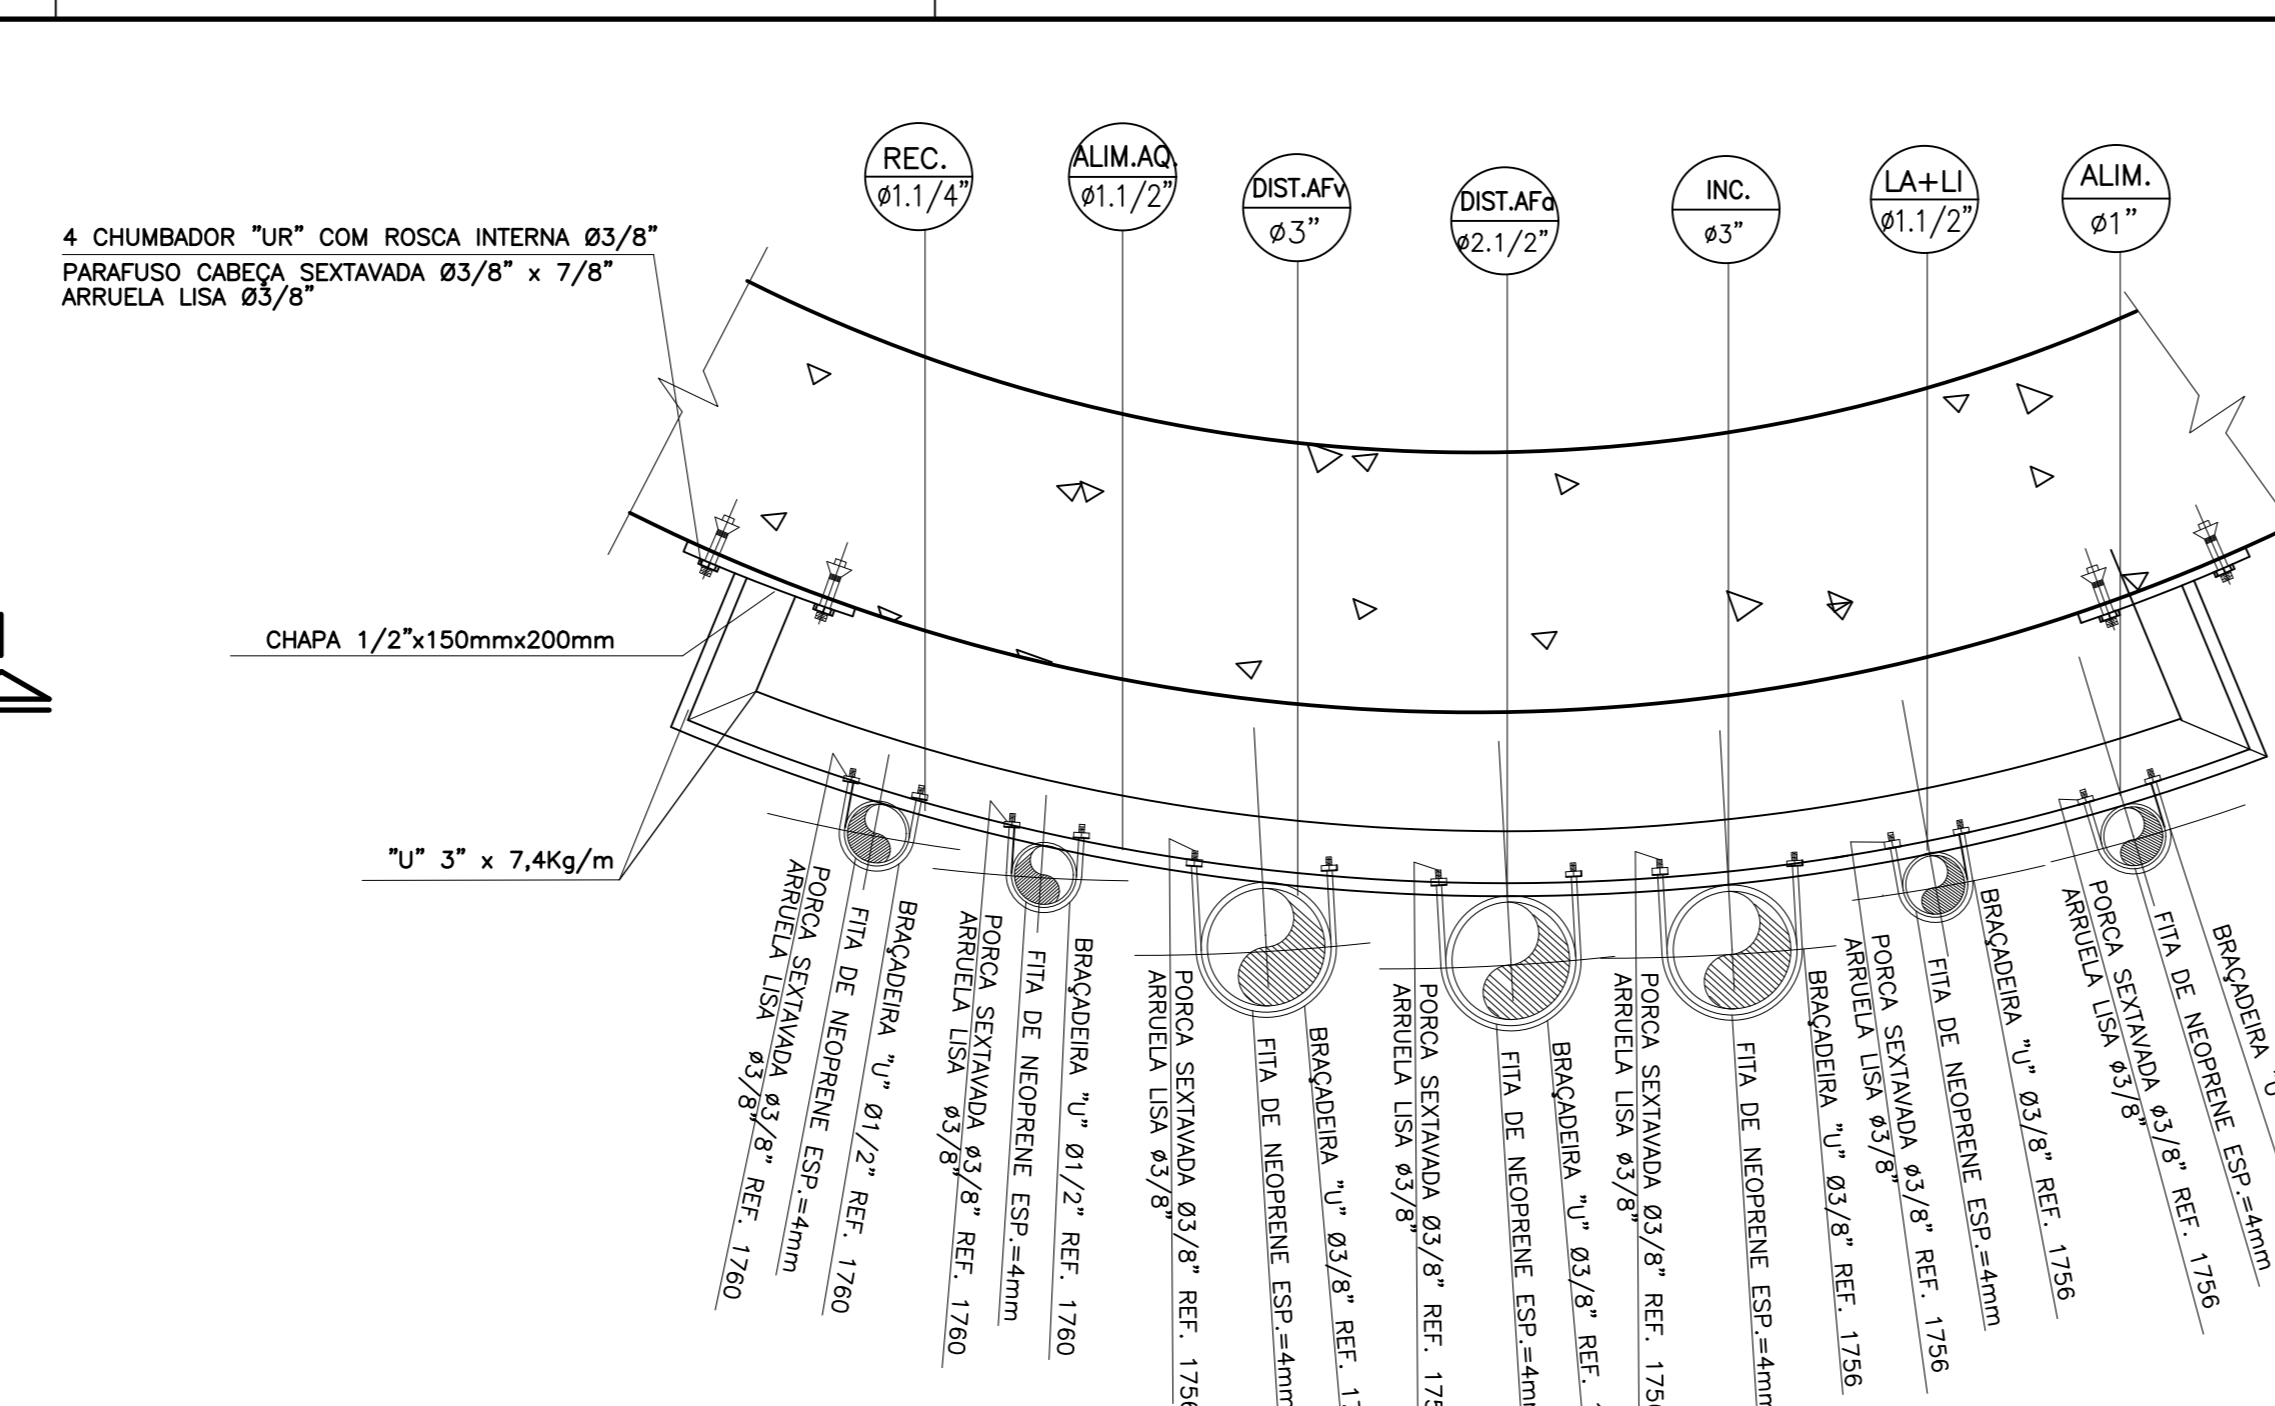 REC.
ø1.1/4"
ALIM.AQ.
ø1.1/2"
DIST.AFv
ø3"
DIST.AFa
ø2.1/2"
INC.
ø3"
LA+LI
ø1.1/2"
ALIM.
ø1"
4 CHUMBADOR "UR" COM ROSCA INTERNA Ø3/8"
PARAFUSO CABEÇA SEXTAVADA Ø3/8" x 7/8"
ARRUELA LISA Ø3/8"
CHAPA 1/2"x150mmx200mm
"U" 3" x 7,4Kg/m
PORCA SEXTAVADA ø3/8" REF. 1760
ARRUELA LISA ø3/8"
FITA DE NEOPRENE ESP.=4mm
BRAÇADEIRA "U" Ø1/2" REF. 1760
PORCA SEXTAVADA ø3/8" REF. 1760
ARRUELA LISA ø3/8"
FITA DE NEOPRENE ESP.=4mm
BRAÇADEIRA "U" Ø1/2" REF. 1760
PORCA SEXTAVADA Ø3/8" REF. 1756
ARRUELA LISA ø3/8"
FITA DE NEOPRENE ESP.=4mm
BRAÇADEIRA "U" Ø3/8" REF.
PORCA SEXTAVADA Ø3/8" REF.
ARRUELA LISA ø3/8"
FITA DE NEOPRENE ESP.=4mm
BRAÇADEIRA "U" Ø3/8" REF.
PORCA SEXTAVADA Ø3/8" REF. 1756
ARRUELA LISA ø3/8"
FITA DE NEOPRENE ESP.=4mm
BRAÇADEIRA "U" Ø3/8" REF. 1756
PORCA SEXTAVADA ø3/8" REF. 1756
ARRUELA LISA ø3/8"
FITA DE NEOPRENE ESP.=4mm
BRAÇADEIRA "U" Ø3/8" REF. 1756
PORCA SEXTAVADA ø3/8" REF. 1756
ARRUELA LISA ø3/8"
FITA DE NEOPRENE ESP.=4mm
BRAÇADEIRA "U